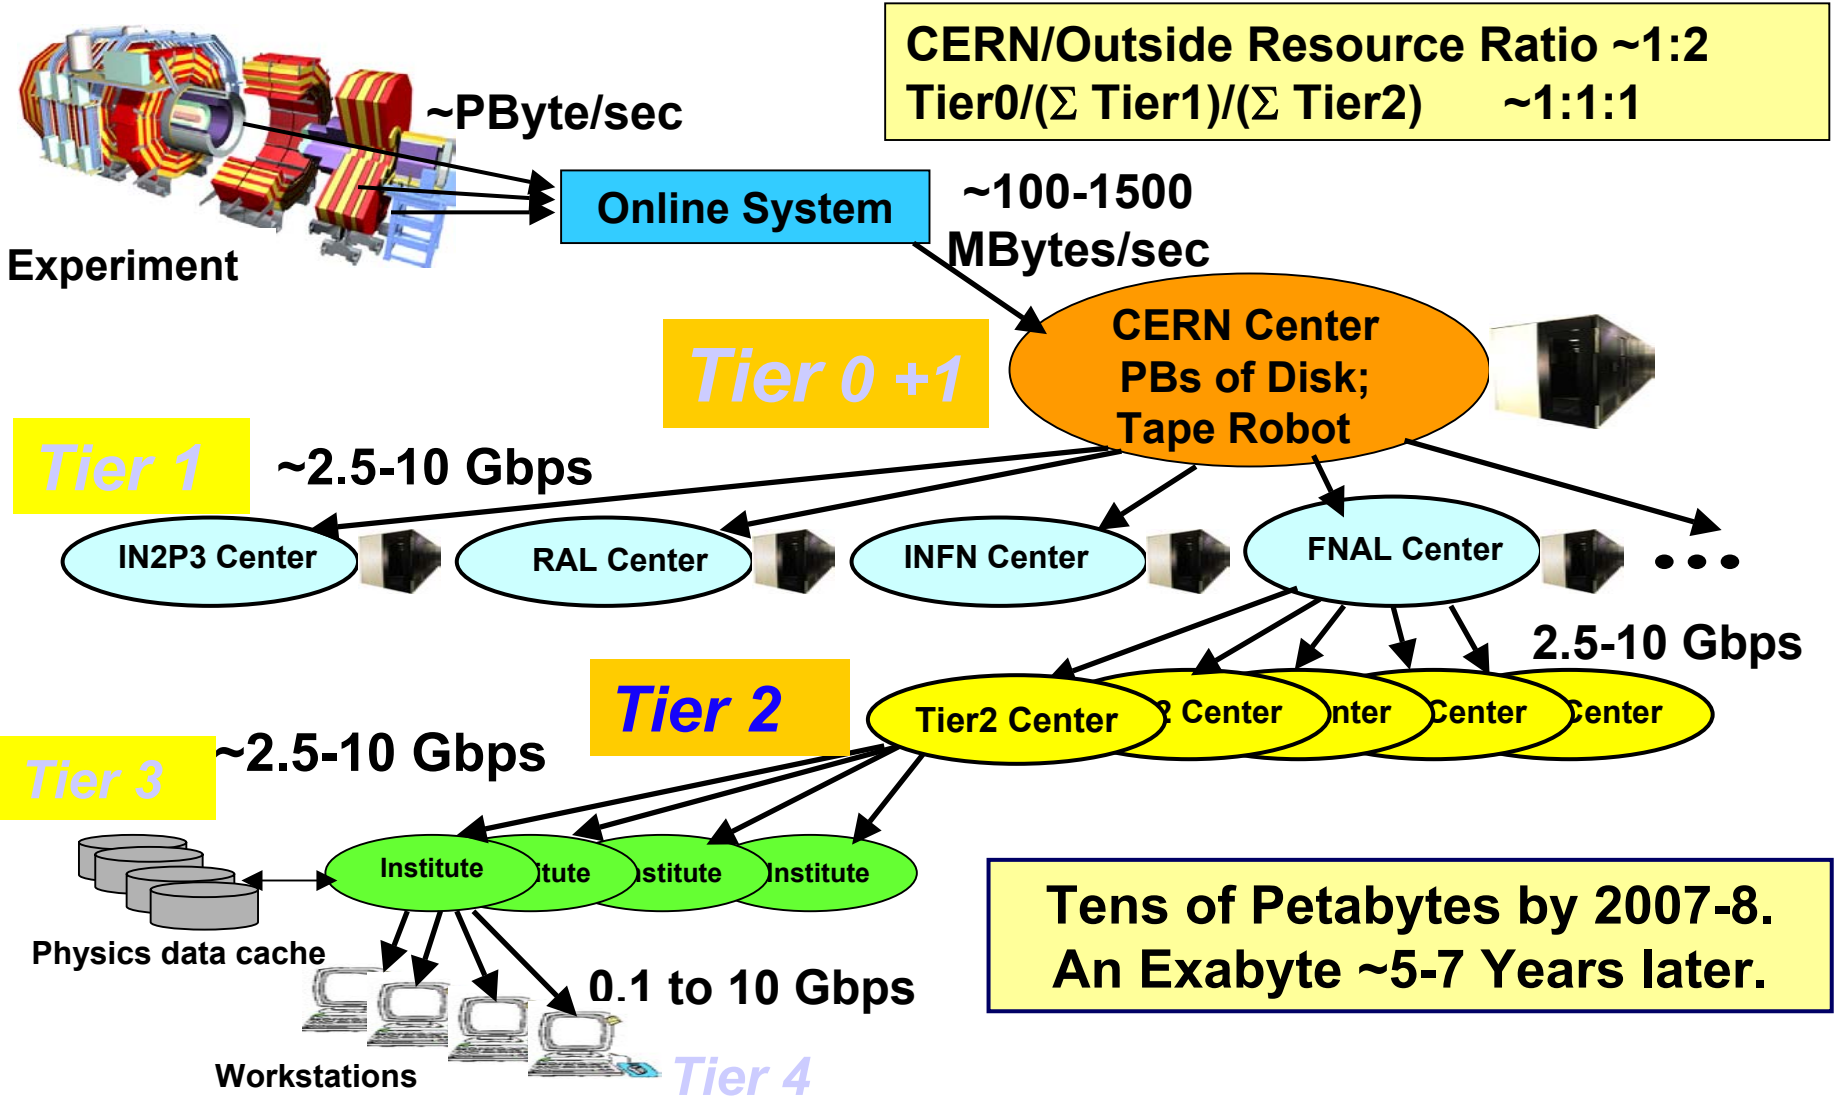 CERN/Outside Resource Ratio ~1:2
Tier0/(Σ Tier1)/(Σ Tier2) ~1:1:1
~PByte/sec
Online System
~100-1500
MBytes/sec
Experiment
CERN Center
PBs of Disk;
Tape Robot
Tier 0 +1
Tier 1
~2.5-10 Gbps
IN2P3 Center
RAL Center
INFN Center
FNAL Center
...
2.5-10 Gbps
Tier 2
Tier2 Center
2 Center
nter
Center
Center
~2.5-10 Gbps
Tier 3
Institute
itute
stitute
Institute
Physics data cache
Tens of Petabytes by 2007-8.
An Exabyte ~5-7 Years later.
0.1 to 10 Gbps
Workstations
Tier 4